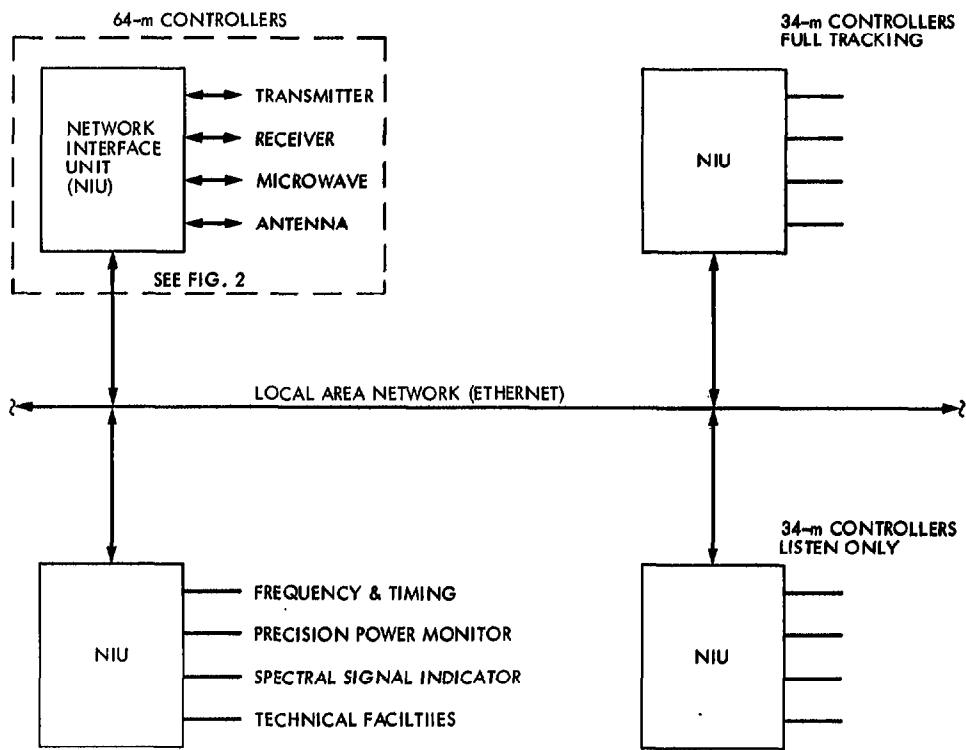 64-m CONTROLLERS
NETWORK
INTERFACE
UNIT
(NIU)
TRANSMITTER
RECEIVER
MICROWAVE
ANTENNA
SEE FIG. 2
34-m CONTROLLERS
FULL TRACKING
NIU
LOCAL AREA NETWORK (ETHERNET)
NIU
FREQUENCY & TIMING
PRECISION POWER MONITOR
SPECTRAL SIGNAL INDICATOR
TECHNICAL FACILTIIES
34-m CONTROLLERS
LISTEN ONLY
NIU